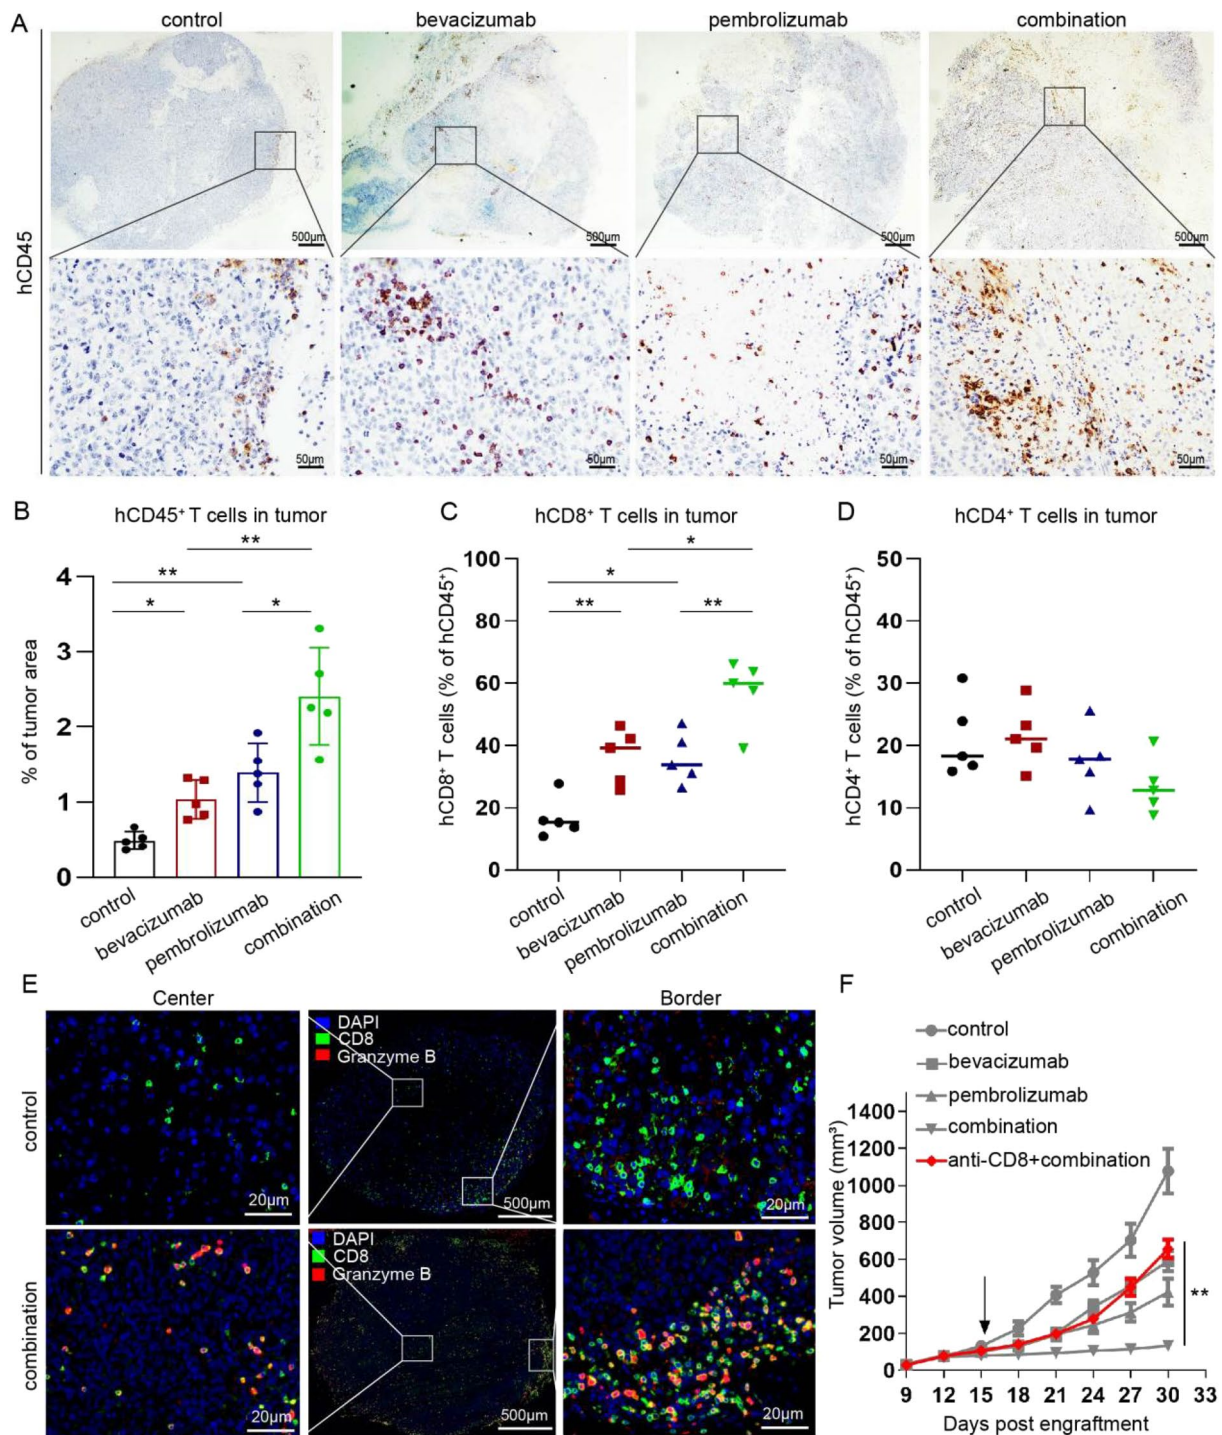 A
control bevacizumab pembrolizumab combination
hCD45
500µm 500µm 500µm 500µm
50µm 50µm 50µm 50µm
B
hCD45⁺ T cells in tumor
** 
** 
* *
% of tumor area
4
3
2
1
0
control
bevacizumab
pembrolizumab
combination
C
hCD8⁺ T cells in tumor
*
*
** **
hCD8⁺ T cells (% of hCD45⁺)
100
80
60
40
20
0
control
bevacizumab
pembrolizumab
combination
D
hCD4⁺ T cells in tumor
hCD4⁺ T cells (% of hCD45⁺)
50
40
30
20
10
0
control
bevacizumab
pembrolizumab
combination
E
Center Border
control
DAPI
CD8
Granzyme B
20µm 500µm 20µm
combination
DAPI
CD8
Granzyme B
20µm 500µm 20µm
F
control
bevacizumab
pembrolizumab
combination
anti-CD8+combination
Tumor volume (mm³)
1400
1200
1000
800
600
400
200
0
**
9 12 15 18 21 24 27 30 33
Days post engraftment